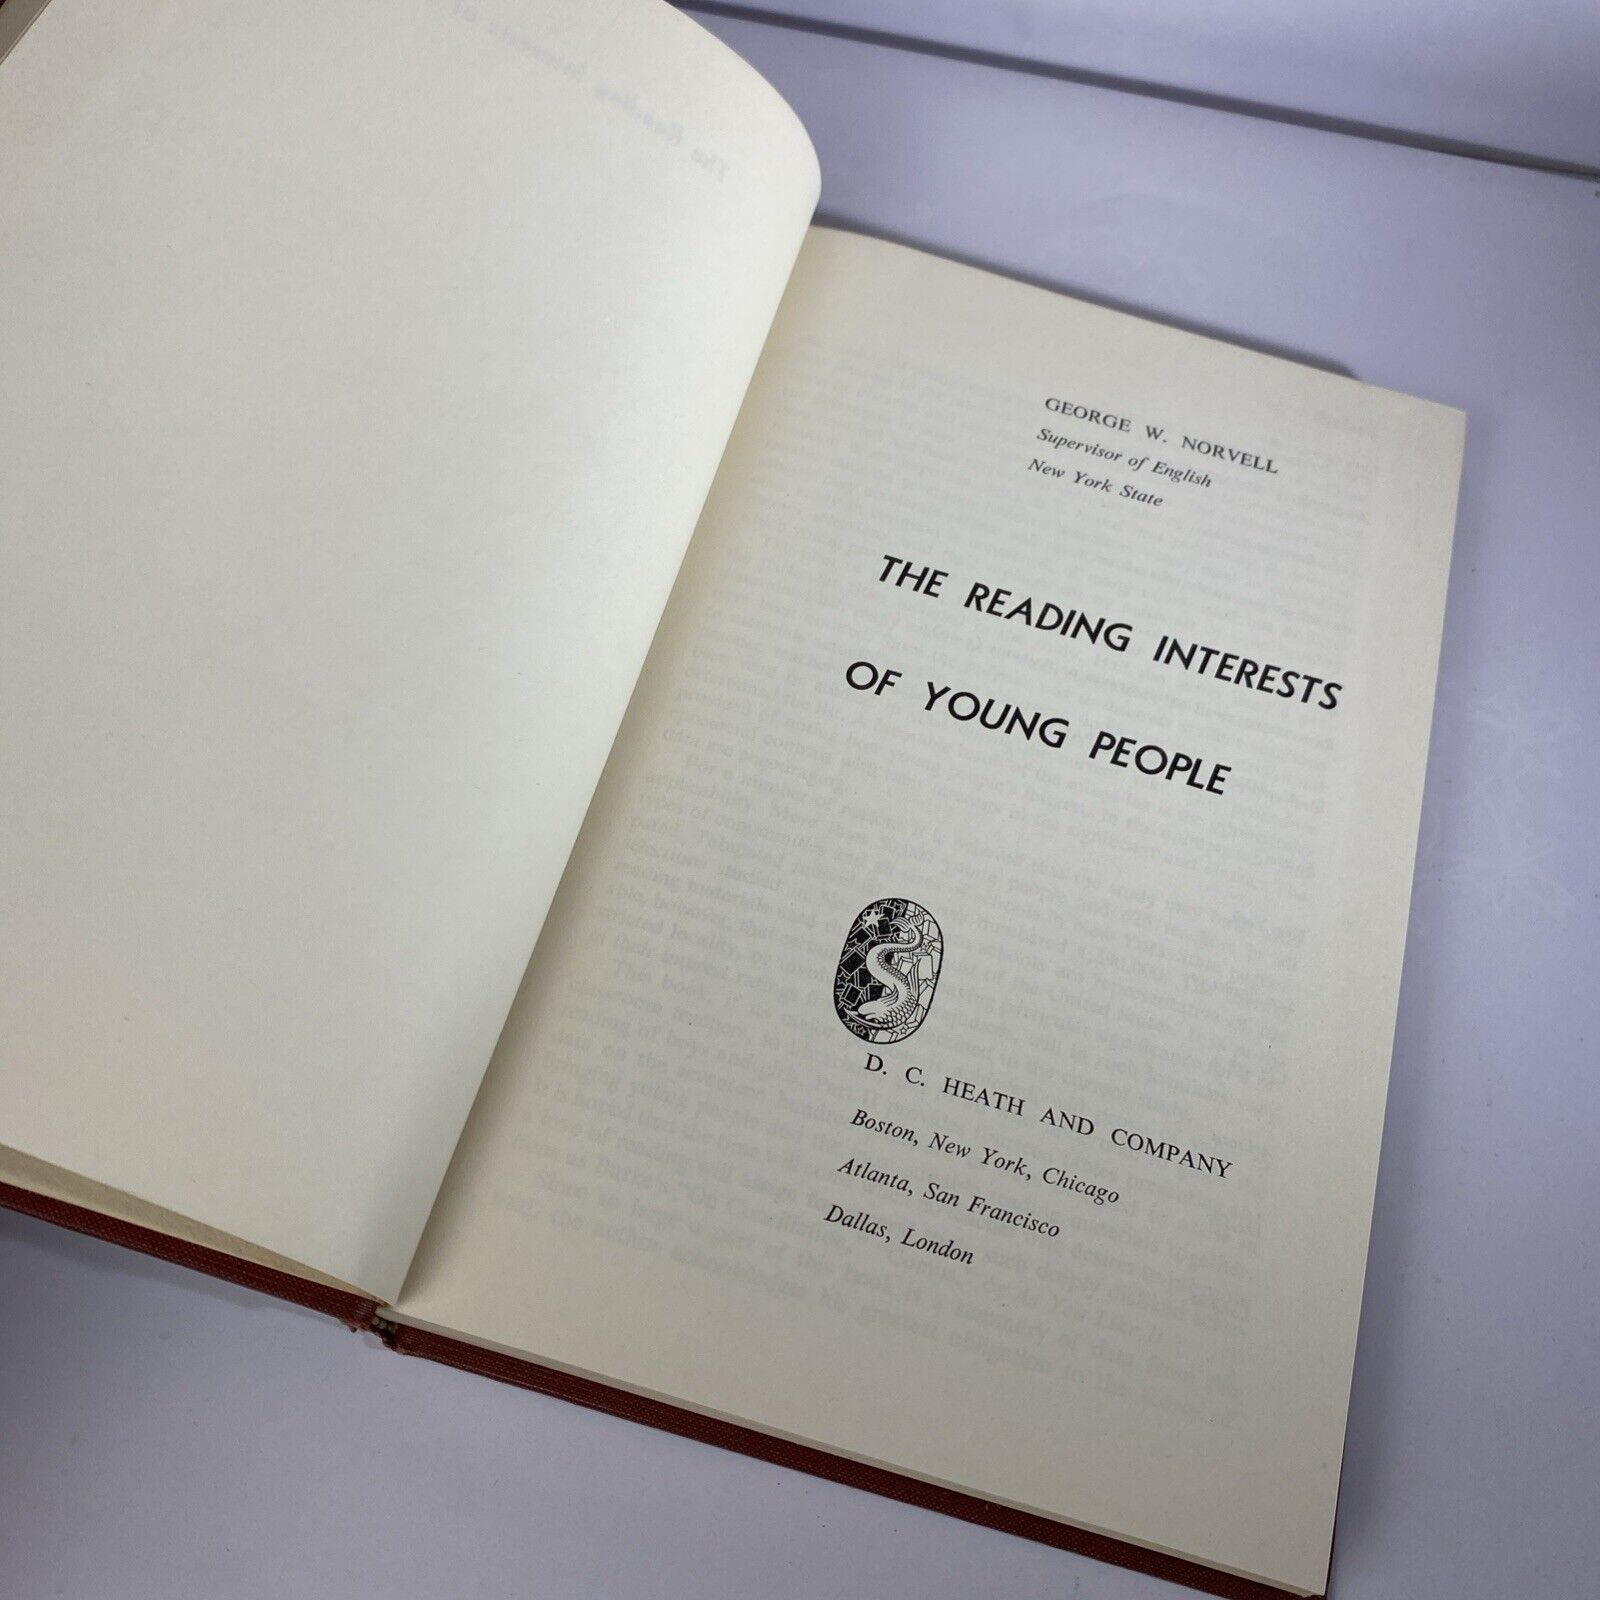 GEORGE W. NORVELL
Supervisor of English
New York State
THE READING INTERESTS
OF YOUNG PEOPLE
D. C. HEATH AND COMPANY
Boston, New York, Chicago
Atlanta, San Francisco
Dallas, London